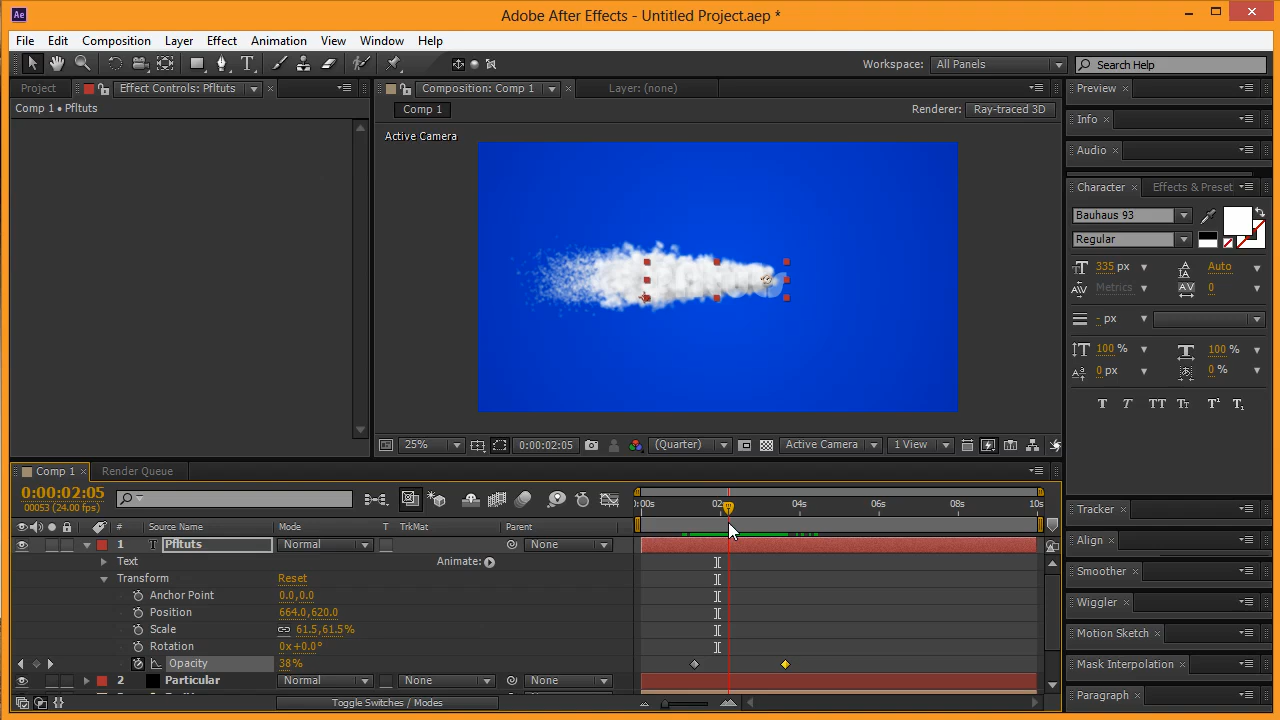 Ae Adobe After Effects - Untitled Project.aep *
File Edit Composition Layer Effect Animation View Window Help
Workspace: All Panels Search Help
Project Effect Controls: Pfltuts Composition: Comp 1 Layer: (none) Preview
Comp 1 • Pfltuts
Comp 1 Renderer: Ray-traced 3D
Info
Active Camera
Audio
Character Effects & Preset
Bauhaus 93
Regular
335 px Auto
Metrics 0
- px
100 % 100 %
0 px 0 %
T T TT Tт T¹ T₁
25% 0:00:02:05 (Quarter) Active Camera 1 View
Comp 1 Render Queue
0:00:02:05
00053 (24.00 fps)
:00s 02s 04s 06s 08s 10s
Tracker
# Source Name Mode T TrkMat Parent
1 T Pfltuts Normal None
Align
Text Animate:
Smoother
Transform Reset
Anchor Point 0.0,0.0
Wiggler
Position 664.0,620.0
Scale 61.5,61.5%
Motion Sketch
Rotation 0x+0.0°
Opacity 38%
Mask Interpolation
2 Particular Normal None None
Paragraph
Toggle Switches / Modes